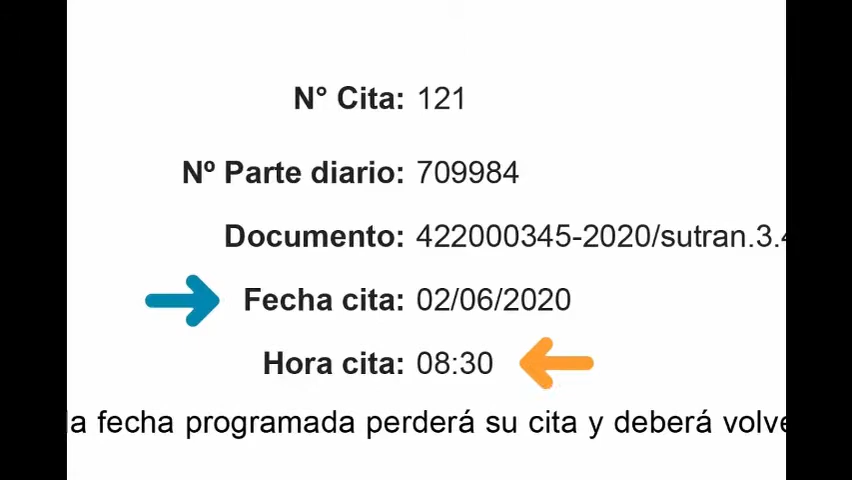 N° Cita: 121
Nº Parte diario: 709984
Documento: 422000345-2020/sutran.3.
Fecha cita: 02/06/2020
Hora cita: 08:30
la fecha programada perderá su cita y deberá